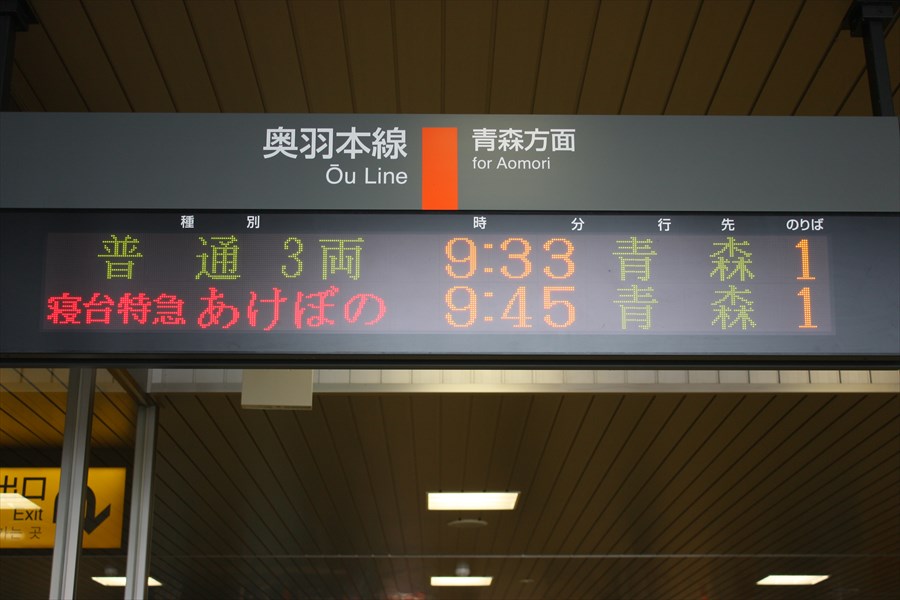 奥羽本線
Ōu Line
青森方面
for Aomori
種別 時分 行先 のりば
普通 3両 9:33 青森 1
寝台特急 あけぼの 9:45 青森 1
出口
Exit
는 곳